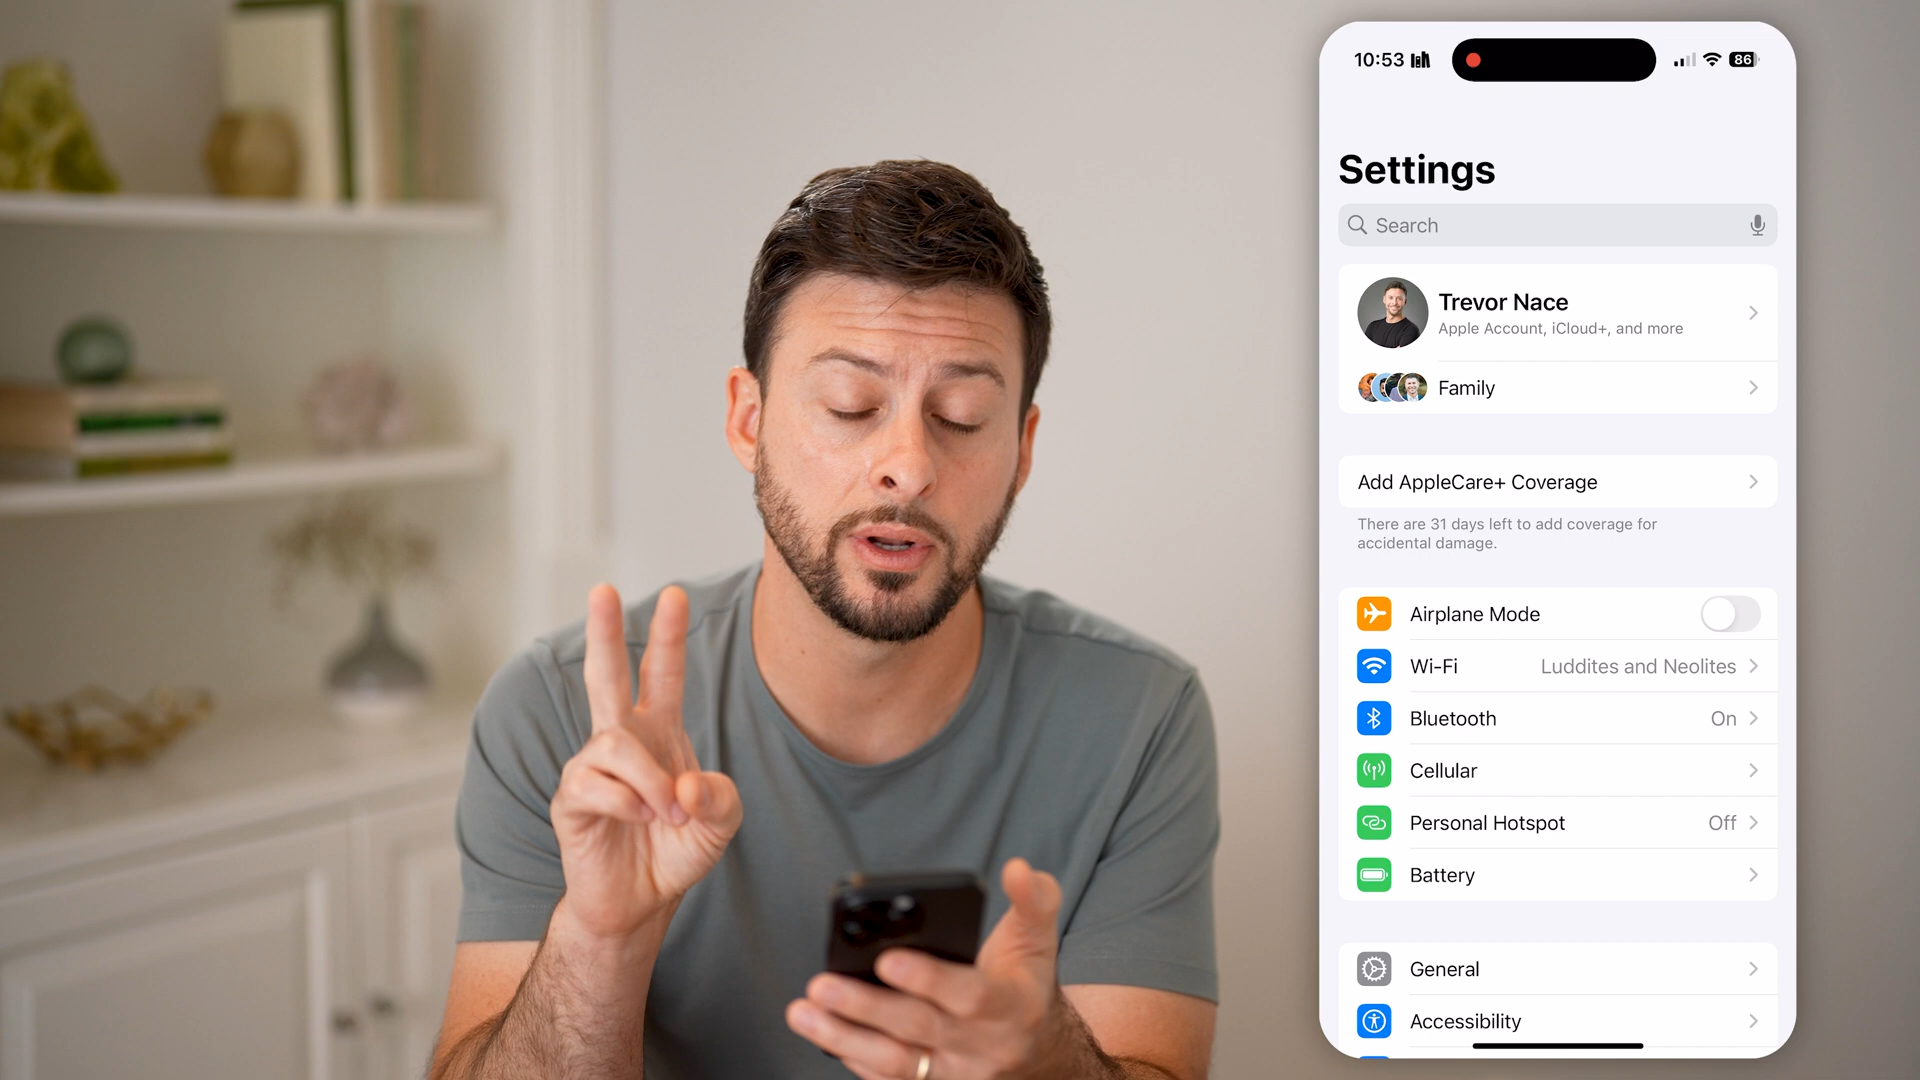 10:53
86
Settings
Search
Trevor Nace
Apple Account, iCloud+, and more
Family
Add AppleCare+ Coverage
There are 31 days left to add coverage for
accidental damage.
Airplane Mode
Wi-Fi Luddites and Neolites
Bluetooth On
Cellular
Personal Hotspot Off
Battery
General
Accessibility